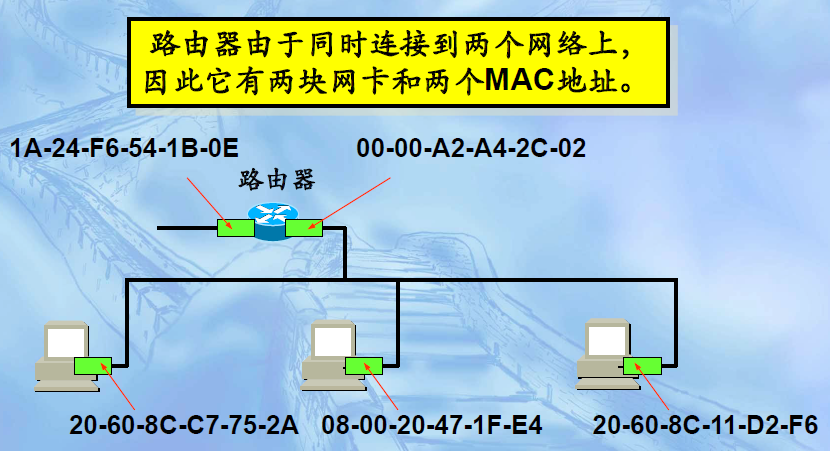 路由器由于同时连接到两个网络上，
因此它有两块网卡和两个MAC地址。
1A-24-F6-54-1B-0E
00-00-A2-A4-2C-02
路由器
20-60-8C-C7-75-2A
08-00-20-47-1F-E4
20-60-8C-11-D2-F6